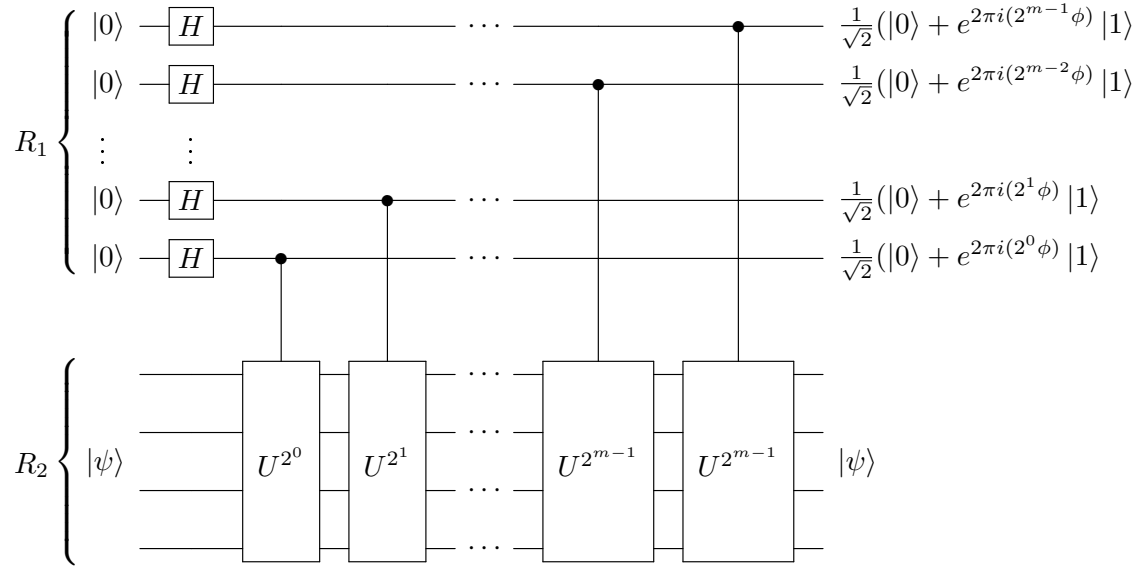 |0⟩ H ··· 1/√2(|0⟩ + e^{2πi(2^{m−1}ϕ)} |1⟩
|0⟩ H ··· 1/√2(|0⟩ + e^{2πi(2^{m−2}ϕ)} |1⟩
R₁ ⋮ ⋮
|0⟩ H ··· 1/√2(|0⟩ + e^{2πi(2^1ϕ)} |1⟩
|0⟩ H ··· 1/√2(|0⟩ + e^{2πi(2^0ϕ)} |1⟩
···
···
R₂ |ψ⟩ U^{2^0} U^{2^1} U^{2^{m−1}} U^{2^{m−1}} |ψ⟩
···
···